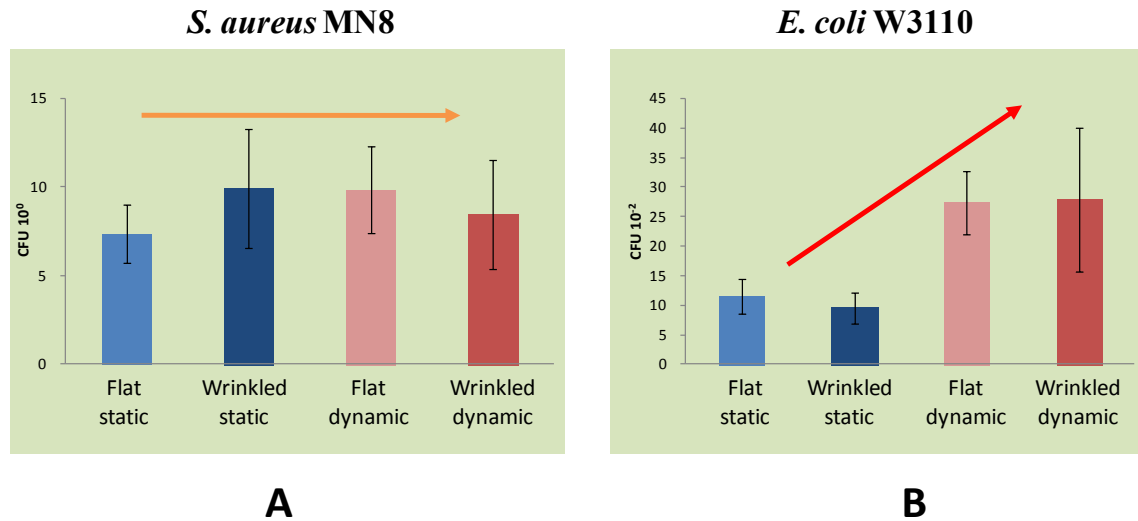 S. aureus MN8
15
10
5
0
CFU 10⁰
Flat static
Wrinkled static
Flat dynamic
Wrinkled dynamic
A
E. coli W3110
45
40
35
30
25
20
15
10
5
0
CFU 10⁻²
Flat static
Wrinkled static
Flat dynamic
Wrinkled dynamic
B